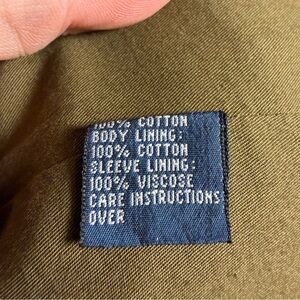 100% COTTON
BODY LINING:
100% COTTON
SLEEVE LINING:
100% VISCOSE
CARE INSTRUCTIONS
OVER